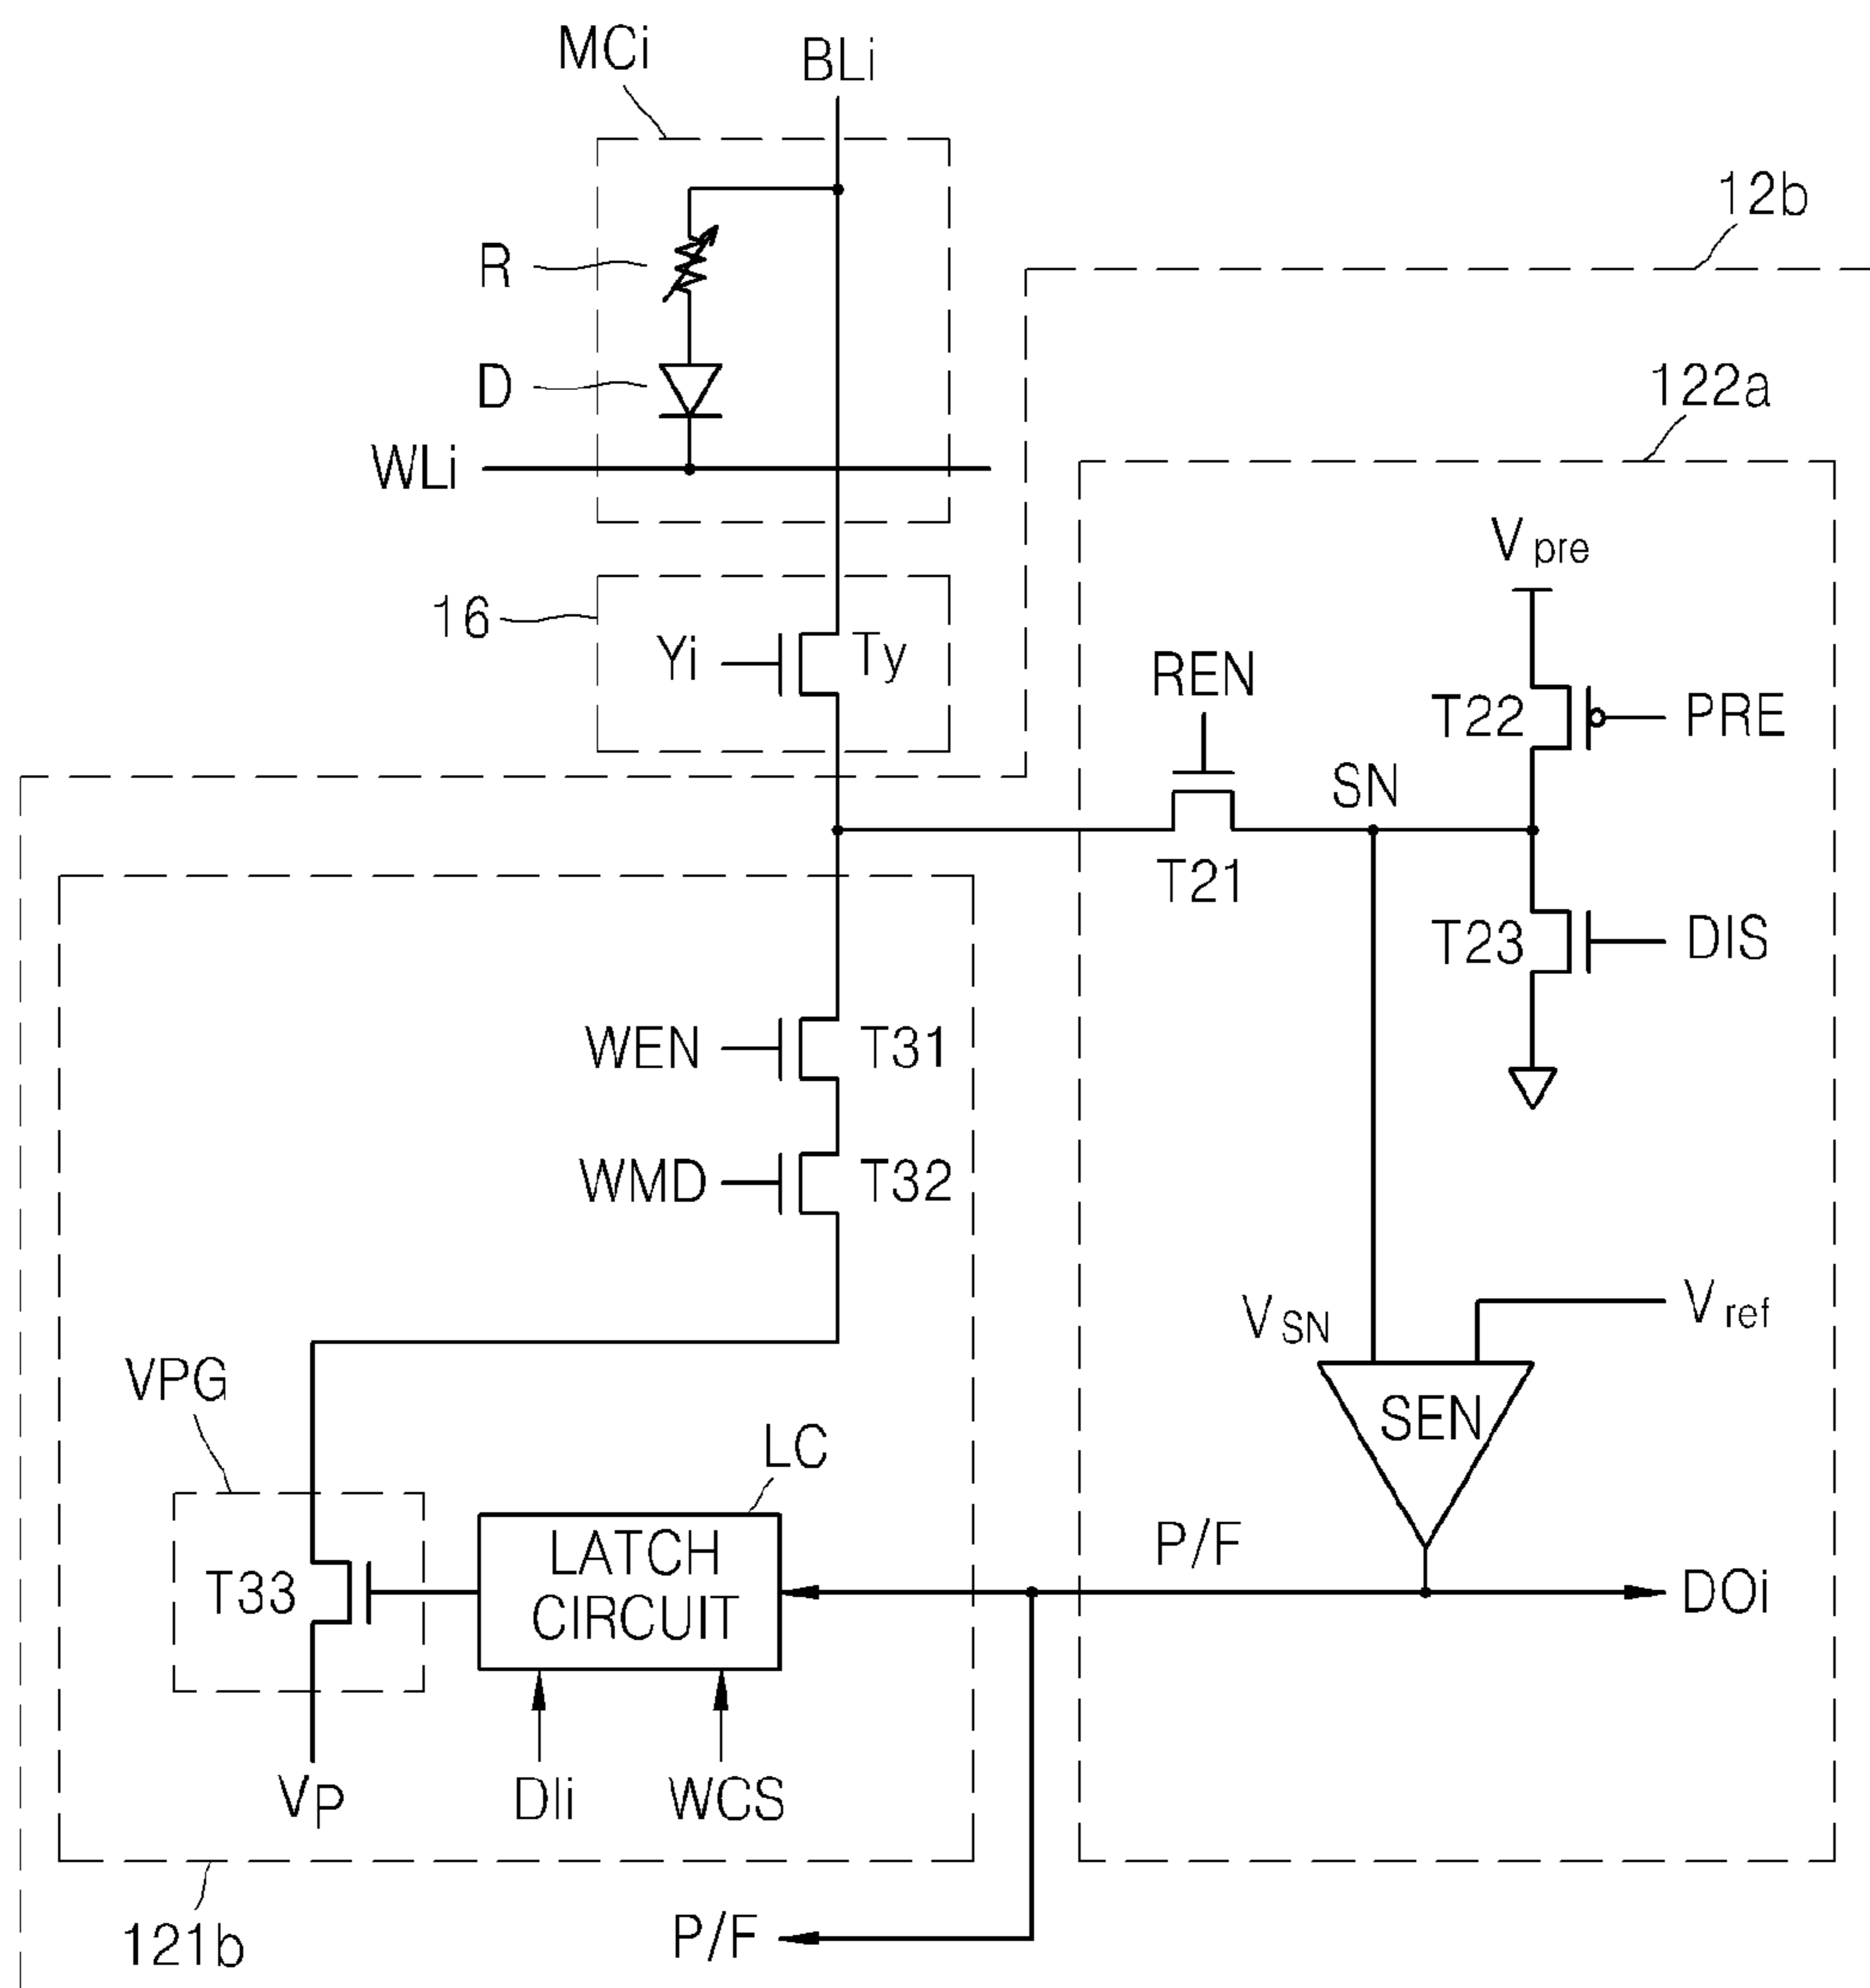 MCi
BLi
12b
R
122a
D
WLi
Vpre
16
Yi
Ty
REN
T22
PRE
SN
T21
T23
DIS
WEN
T31
WMD
T32
VSN
Vref
VPG
SEN
LC
LATCH
CIRCUIT
P/F
T33
DOi
VP
DIi
WCS
121b
P/F